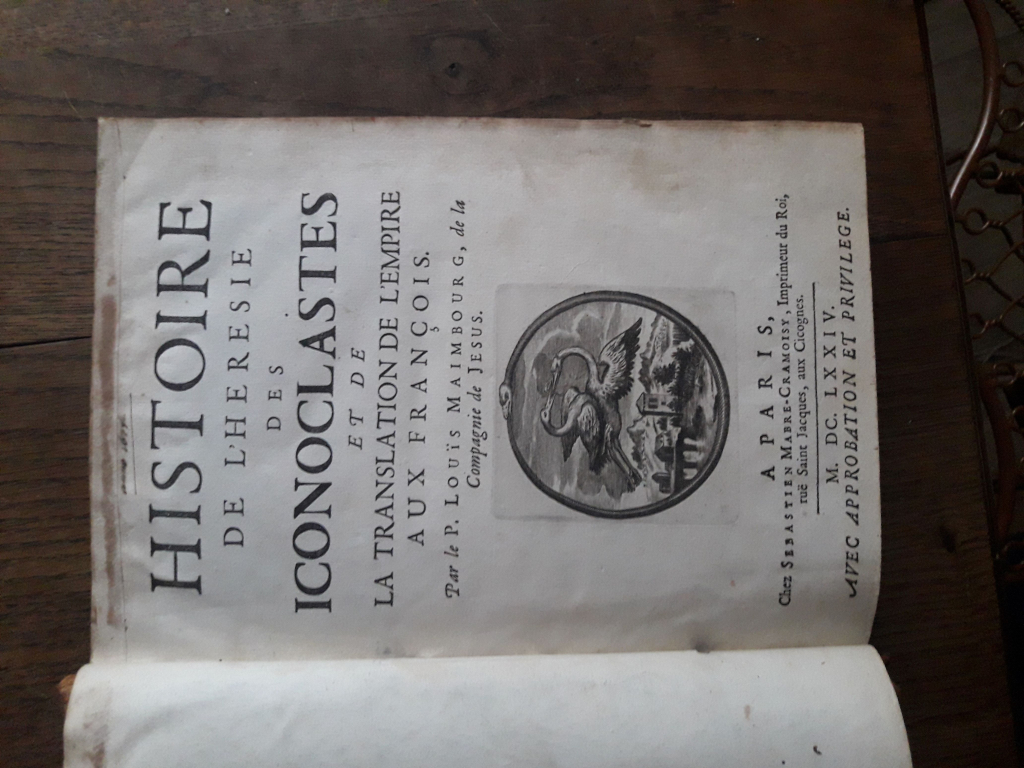 HISTOIRE
DE L'HERESIE
DES
ICONOCLASTES
ET DE
LA TRANSLATION DE L'EMPIRE
AUX FRANÇOIS.
Par le P. LOUÏS MAIMBOURG, de la
Compagnie de JESUS.
A PARIS,
Chez SEBASTIEN MABRE-CRAMOISY, Imprimeur du Roi,
ruë Saint Jacques, aux Cicognes.
M. DC. LXXIV.
AVEC APPROBATION ET PRIVILEGE.